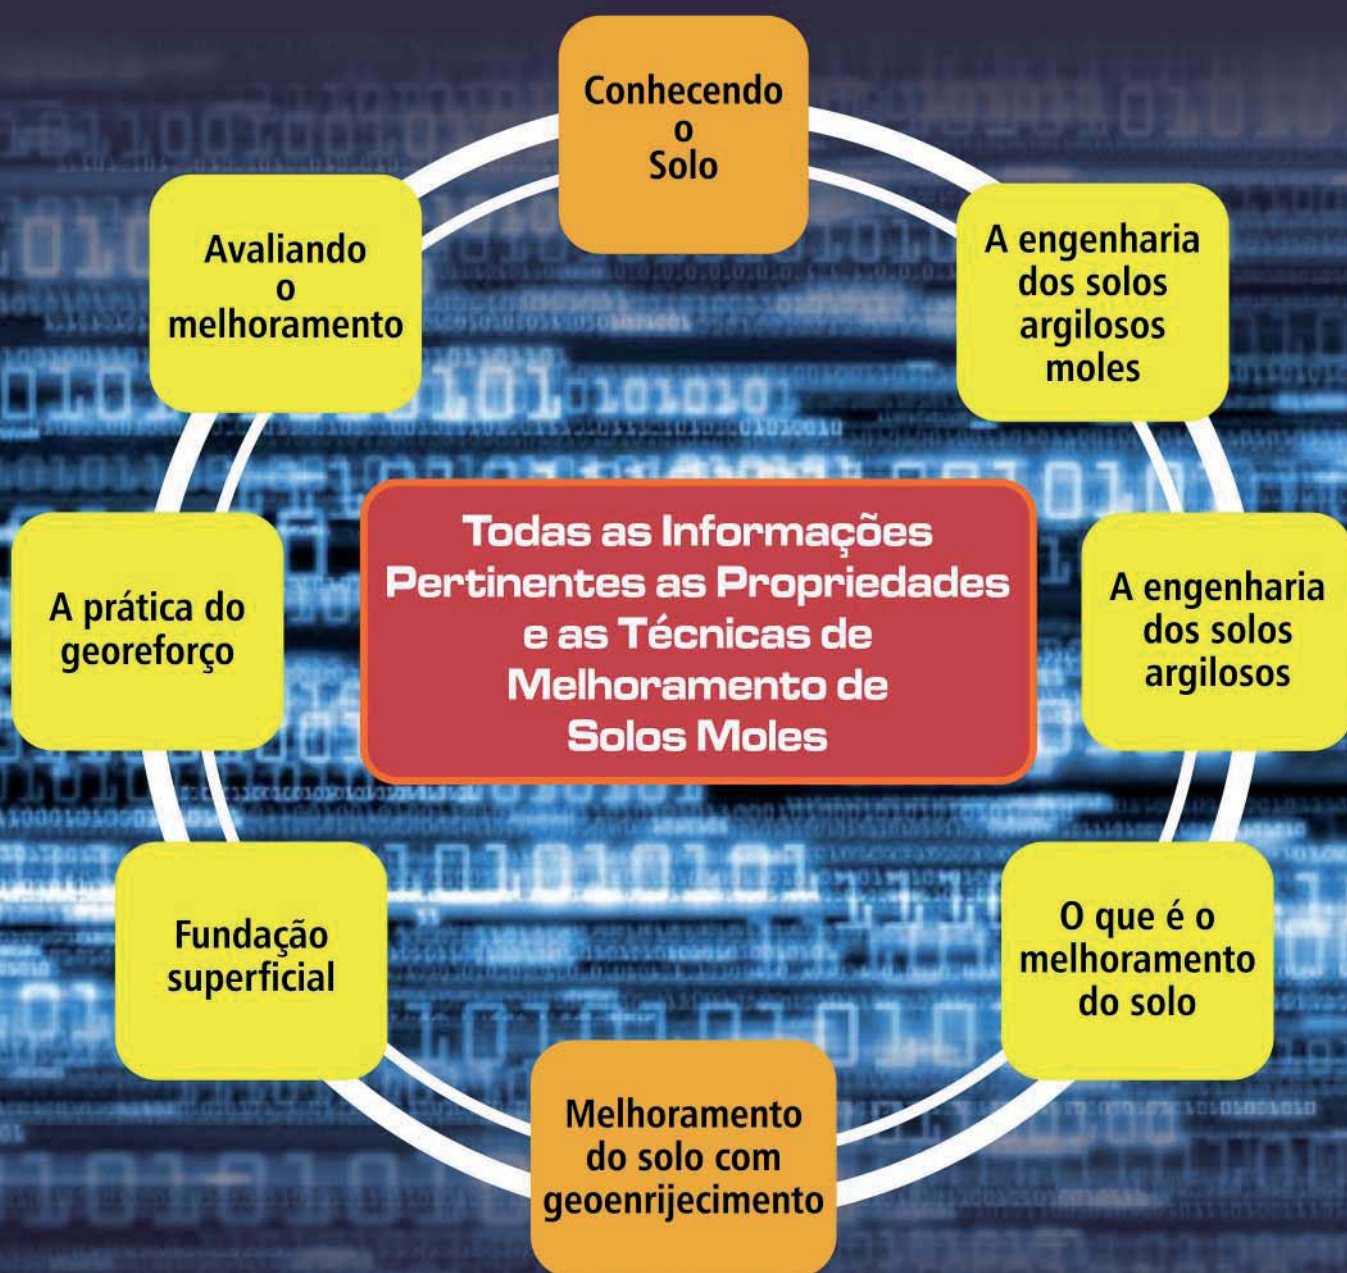 Conhecendo
o
Solo
A engenharia
dos solos
argilosos
moles
A engenharia
dos solos
argilosos
O que é o
melhoramento
do solo
Melhoramento
do solo com
geoenrijecimento
Fundação
superficial
A prática do
georeforço
Avaliando
o
melhoramento
Todas as Informações
Pertinentes as Propriedades
e as Técnicas de
Melhoramento de
Solos Moles